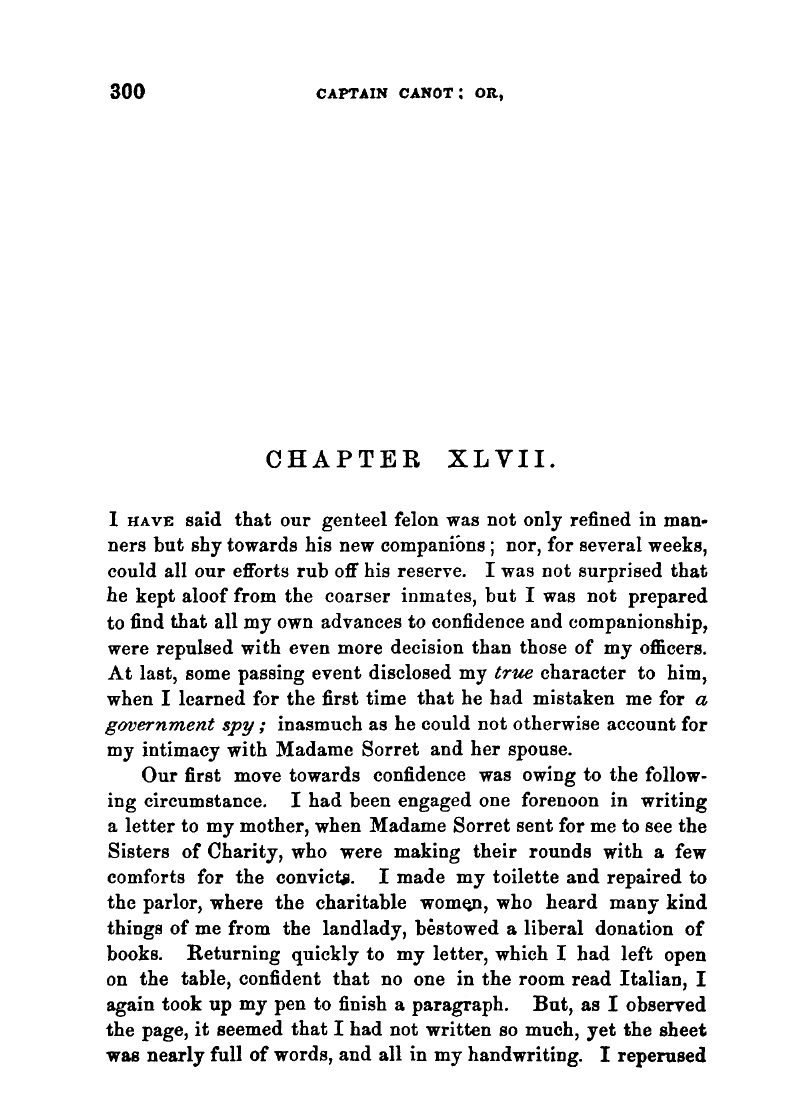 300 CAPTAIN CANOT; OR,
CHAPTER XLVII.
I HAVE said that our genteel felon was not only refined in man-
ners but shy towards his new companions; nor, for several weeks,
could all our efforts rub off his reserve. I was not surprised that
he kept aloof from the coarser inmates, but I was not prepared
to find that all my own advances to confidence and companionship,
were repulsed with even more decision than those of my officers.
At last, some passing event disclosed my true character to him,
when I learned for the first time that he had mistaken me for a
government spy; inasmuch as he could not otherwise account for
my intimacy with Madame Sorret and her spouse.
Our first move towards confidence was owing to the follow-
ing circumstance. I had been engaged one forenoon in writing
a letter to my mother, when Madame Sorret sent for me to see the
Sisters of Charity, who were making their rounds with a few
comforts for the convicts. I made my toilette and repaired to
the parlor, where the charitable women, who heard many kind
things of me from the landlady, bestowed a liberal donation of
books. Returning quickly to my letter, which I had left open
on the table, confident that no one in the room read Italian, I
again took up my pen to finish a paragraph. But, as I observed
the page, it seemed that I had not written so much, yet the sheet
was nearly full of words, and all in my handwriting. I reperused